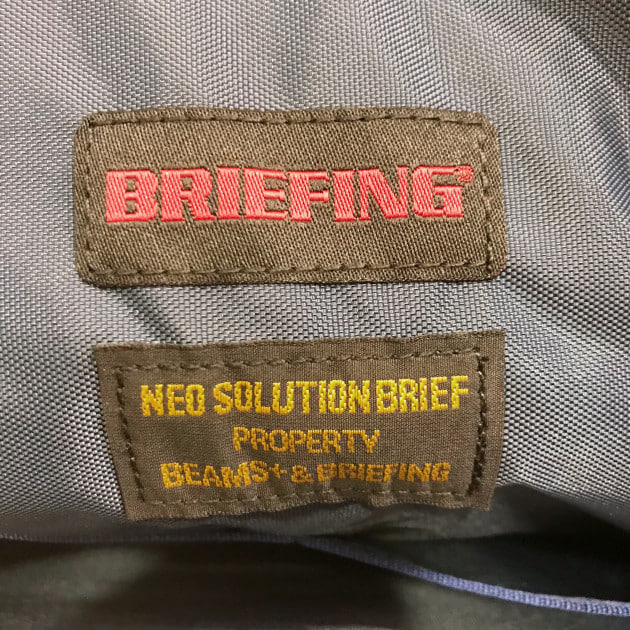 BRIEFING®
NEO SOLUTION BRIEF
PROPERTY
BEAMS+ & BRIEFING